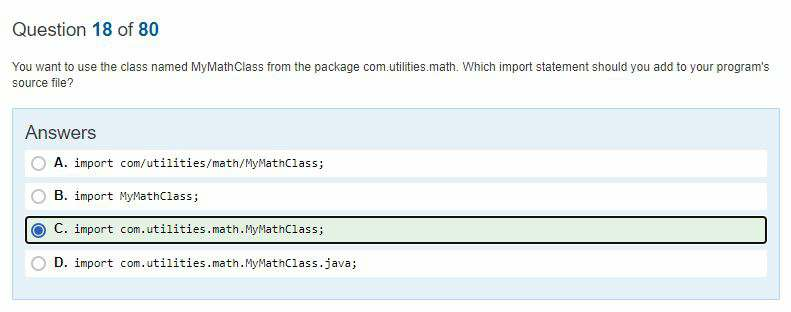 Question 18 of 80
You want to use the class named MyMathClass from the package com.utilities.math. Which import statement should you add to your program's
source file?
Answers
A. import com/utilities/math/MyMathClass;
B. import MyMathClass;
C. import com.utilities.math.MyMathClass;
D. import com.utilities.math.MyMathClass.java;